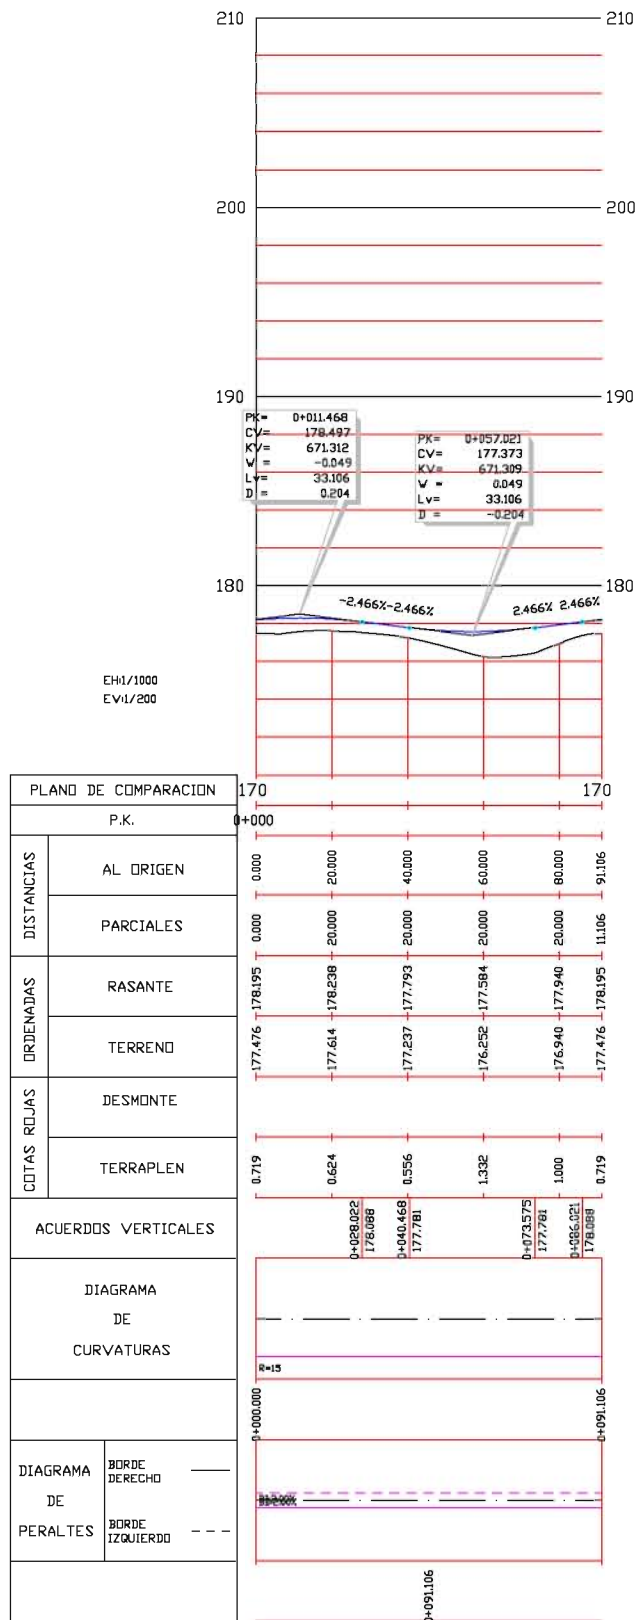 210 210
200 200
190 190
PK= 0+011.468
CV= 178.497
KV= 671.312
W = -0.049
Lv= 33.106
D = 0.204
PK= 0+057.021
CV= 177.373
KV= 671.309
W = 0.049
Lv= 33.106
D = -0.204
180 180
-2.466% -2.466% 2.466% 2.466%
EH:1/1000
EV:1/200
PLANO DE COMPARACION 170 170
P.K. 0+000
DISTANCIAS
AL ORIGEN 0.000 20.000 40.000 60.000 80.000 91.106
PARCIALES 0.000 20.000 20.000 20.000 20.000 11.106
ORDENADAS
RASANTE 178.195 178.238 177.793 177.584 177.940 178.195
TERRENO 177.476 177.614 177.237 176.252 176.940 177.476
COTAS ROJAS
DESMONTE
TERRAPLEN 0.719 0.624 0.556 1.332 1.000 0.719
ACUERDOS VERTICALES
0+028.022
178.088
0+040.468
177.781
0+073.575
177.781
0+086.021
178.088
DIAGRAMA
DE
CURVATURAS
R=15
0+000.000 0+091.106
DIAGRAMA
DE
PERALTES
BORDE
DERECHO
BORDE
IZQUIERDO
0+091.106